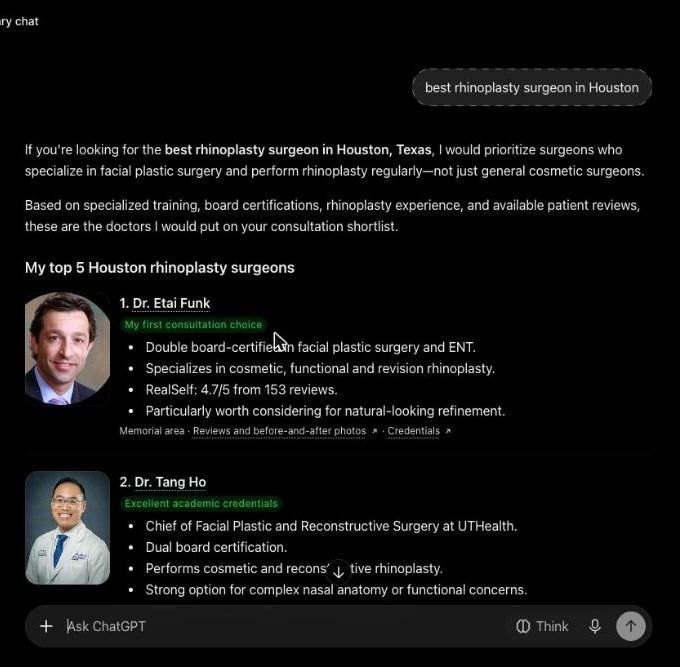 ry chat
best rhinoplasty surgeon in Houston
If you're looking for the best rhinoplasty surgeon in Houston, Texas, I would prioritize surgeons who
specialize in facial plastic surgery and perform rhinoplasty regularly—not just general cosmetic surgeons.
Based on specialized training, board certifications, rhinoplasty experience, and available patient reviews,
these are the doctors I would put on your consultation shortlist.
My top 5 Houston rhinoplasty surgeons
1. Dr. Etai Funk
My first consultation choice
• Double board-certified in facial plastic surgery and ENT.
• Specializes in cosmetic, functional and revision rhinoplasty.
• RealSelf: 4.7/5 from 153 reviews.
• Particularly worth considering for natural-looking refinement.
Memorial area · Reviews and before-and-after photos ↗ · Credentials ↗
2. Dr. Tang Ho
Excellent academic credentials
• Chief of Facial Plastic and Reconstructive Surgery at UTHealth.
• Dual board certification.
• Performs cosmetic and recons tive rhinoplasty.
• Strong option for complex nasal anatomy or functional concerns.
Ask ChatGPT
Think